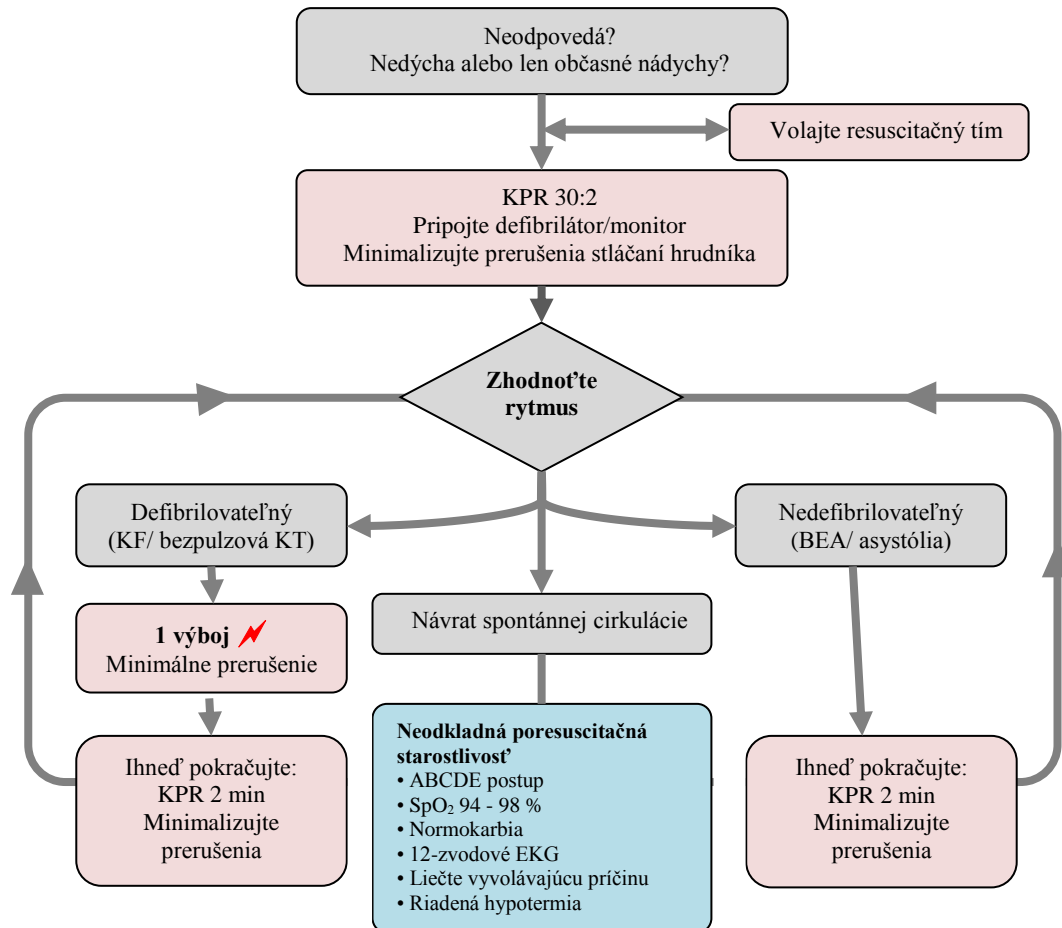 Neodpovedá?
Nedýcha alebo len občasné nádychy?
Volajte resuscitačný tím
KPR 30:2
Pripojte defibrilátor/monitor
Minimalizujte prerušenia stláčaní hrudníka
Zhodnoťte
rytmus
Defibrilovateľný
(KF/ bezpulzová KT)
Nedefibrilovateľný
(BEA/ asystólia)
1 výboj
Minimálne prerušenie
Návrat spontánnej cirkulácie
Ihneď pokračujte:
KPR 2 min
Minimalizujte
prerušenia
Neodkladná poresuscitačná
starostlivosť
• ABCDE postup
• SpO₂ 94 - 98 %
• Normokarbia
• 12-zvodové EKG
• Liečte vyvolávajúcu príčinu
• Riadená hypotermia
Ihneď pokračujte:
KPR 2 min
Minimalizujte
prerušenia